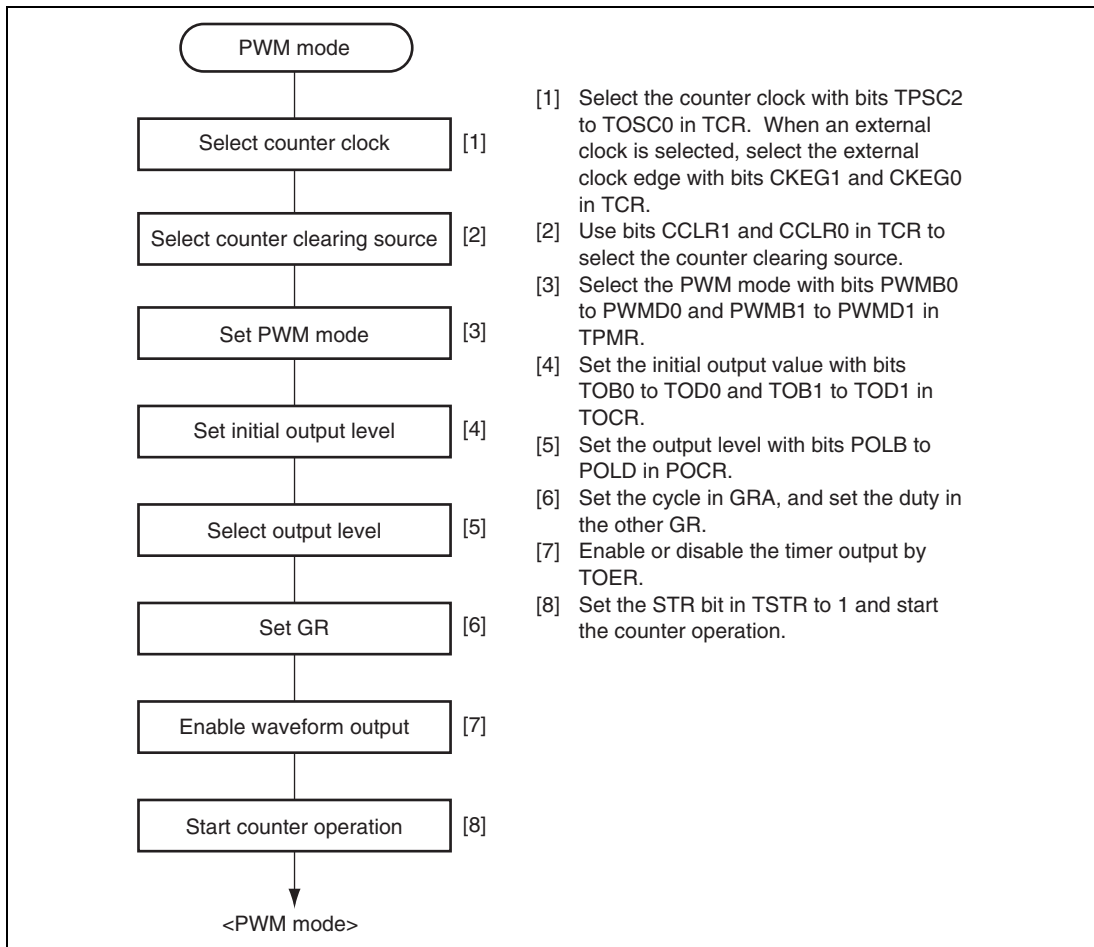 PWM mode
Select counter clock [1]
Select counter clearing source [2]
Set PWM mode [3]
Set initial output level [4]
Select output level [5]
Set GR [6]
Enable waveform output [7]
Start counter operation [8]
<PWM mode>
[1] Select the counter clock with bits TPSC2
to TOSC0 in TCR. When an external
clock is selected, select the external
clock edge with bits CKEG1 and CKEG0
in TCR.
[2] Use bits CCLR1 and CCLR0 in TCR to
select the counter clearing source.
[3] Select the PWM mode with bits PWMB0
to PWMD0 and PWMB1 to PWMD1 in
TPMR.
[4] Set the initial output value with bits
TOB0 to TOD0 and TOB1 to TOD1 in
TOCR.
[5] Set the output level with bits POLB to
POLD in POCR.
[6] Set the cycle in GRA, and set the duty in
the other GR.
[7] Enable or disable the timer output by
TOER.
[8] Set the STR bit in TSTR to 1 and start
the counter operation.